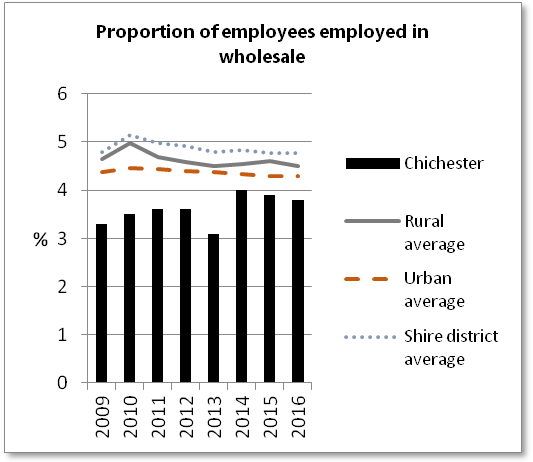 Proportion of employees employed in
wholesale
6
5
4
3
2
1
0
%
2009
2010
2011
2012
2013
2014
2015
2016
Chichester
Rural
average
Urban
average
Shire district
average